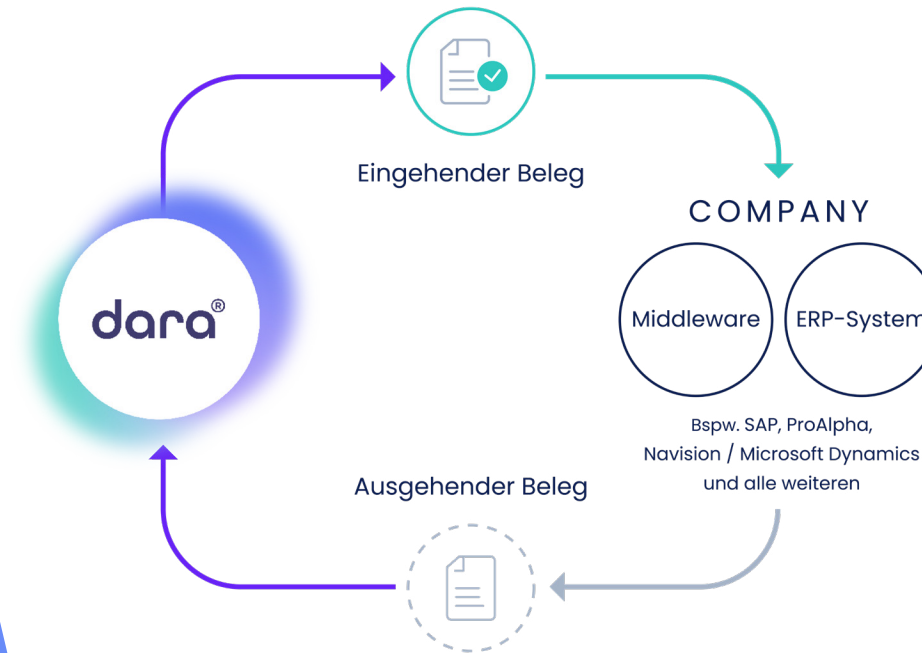 Eingehender Beleg
COMPANY
dara®
Middleware
ERP-System
Bspw. SAP, ProAlpha,
Navision / Microsoft Dynamics
und alle weiteren
Ausgehender Beleg